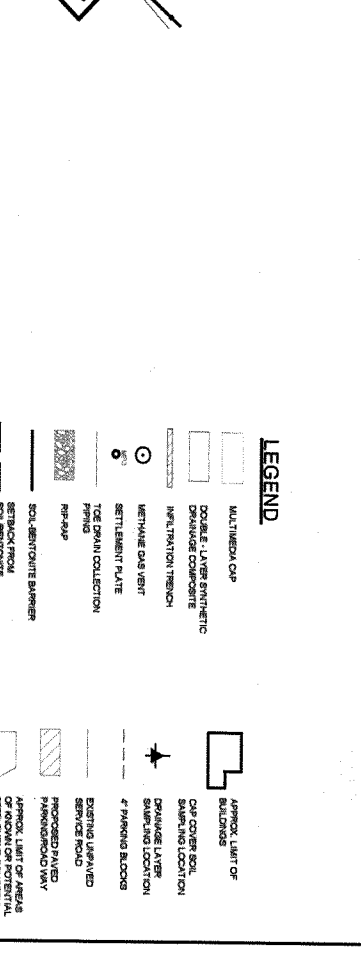 LEGEND
MULTIMEDIA CAP
DOUBLE - LAYER SYNTHETIC
DRAINAGE COMPOSITE
INFILTRATION TRENCH
METHANE GAS VENT
SETTLEMENT PLATE
TOE DRAIN COLLECTION
PIPING
RIP-RAP
SOIL-BENTONITE BARRIER
SETBACK FROM
SOIL-BENTONITE
APPROX. LIMIT OF
BUILDINGS
CAP COVER SOIL
SAMPLING LOCATION
DRAINAGE LAYER
SAMPLING LOCATION
4" PARKING BLOCKS
EXISTING UNPAVED
SERVICE ROAD
PROPOSED PAVED
PARKING/ROAD WAY
APPROX. LIMIT OF AREAS
OF KNOWN OR POTENTIAL